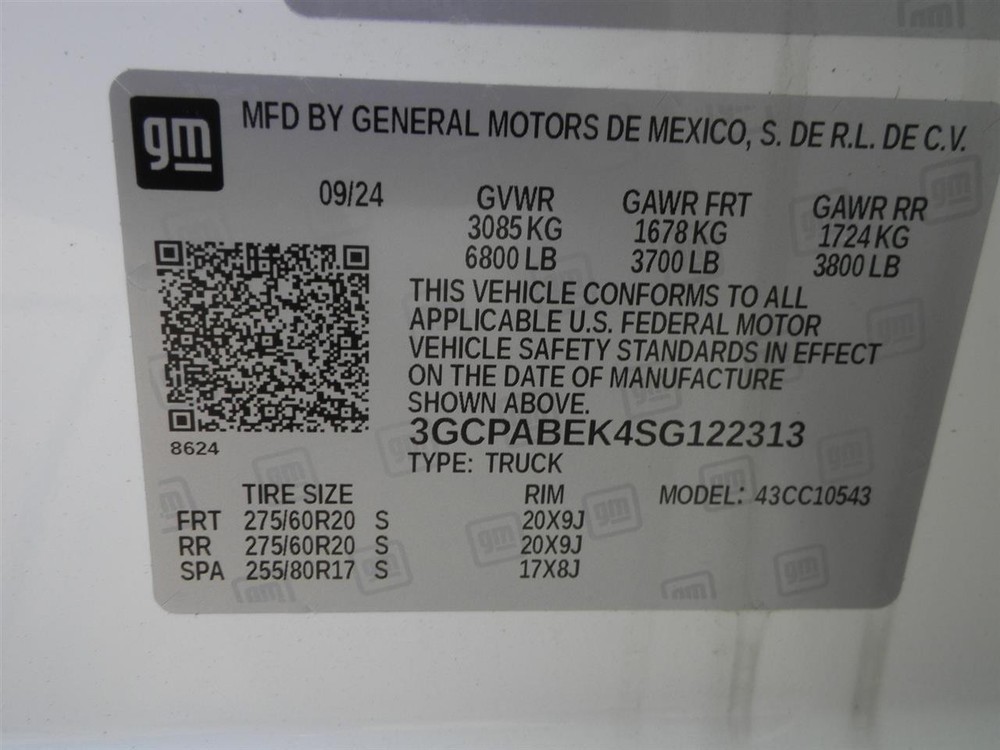 gm
MFD BY GENERAL MOTORS DE MEXICO, S. DE R.L. DE C.V.
09/24 GVWR GAWR FRT GAWR RR
3085 KG 1678 KG 1724 KG
6800 LB 3700 LB 3800 LB
THIS VEHICLE CONFORMS TO ALL
APPLICABLE U.S. FEDERAL MOTOR
VEHICLE SAFETY STANDARDS IN EFFECT
ON THE DATE OF MANUFACTURE
SHOWN ABOVE.
3GCPABEK4SG122313
8624
TYPE: TRUCK
TIRE SIZE RIM MODEL: 43CC10543
FRT 275/60R20 S 20X9J
RR 275/60R20 S 20X9J
SPA 255/80R17 S 17X8J